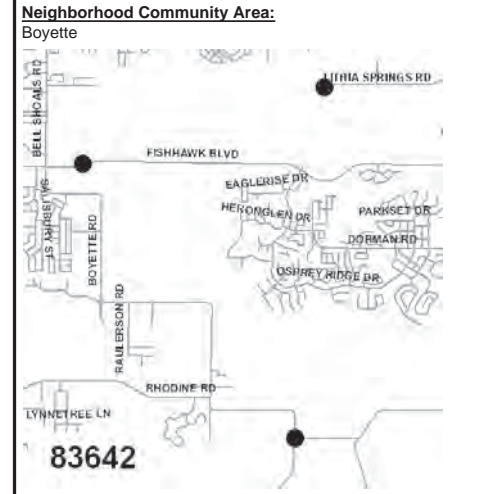 Neighborhood Community Area:
Boyette
LITHIA SPRINGS RD
BELL SHOALS RD
FISHHAWK BLVD
EAGLERISE DR
SALISBURY ST
HERONGLEN DR
PARKSET DR
BOYETTE RD
DORMAN RD
OSPREY RIDGE DR
RAULERSON RD
RHODINE RD
LYNNETREE LN
83642